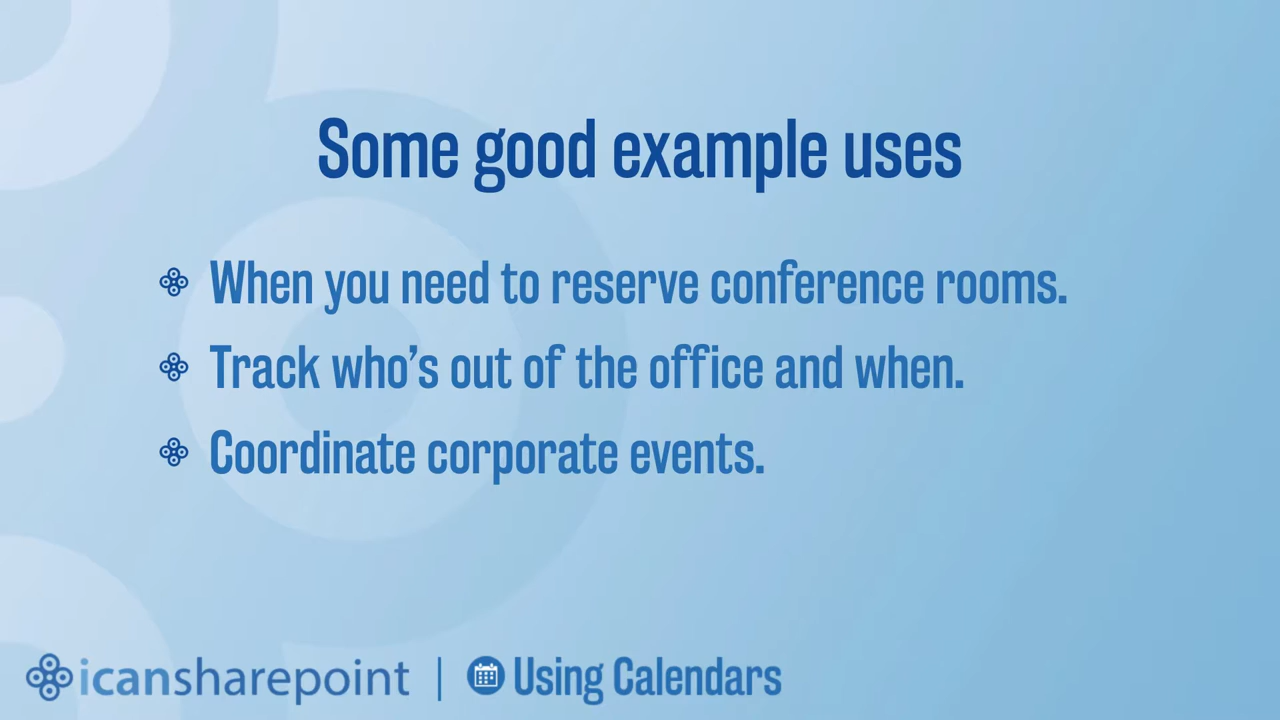 Some good example uses
When you need to reserve conference rooms.
Track who’s out of the office and when.
Coordinate corporate events.
icansharepoint | Using Calendars